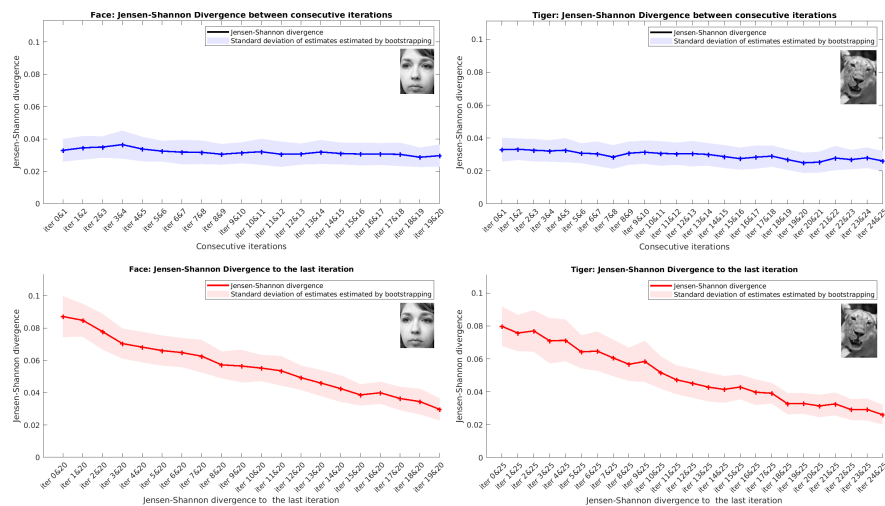 Face: Jensen-Shannon Divergence between consecutive iterations
Jensen-Shannon divergence
Standard deviation of estimates estimated by bootstrapping
0.1
0.08
0.06
0.04
0.02
0
Jensen-Shannon divergence
iter 0&1
iter 1&2
iter 2&3
iter 3&4
iter 4&5
iter 5&6
iter 6&7
iter 7&8
iter 8&9
iter 9&10
iter 10&11
iter 11&12
iter 12&13
iter 13&14
iter 14&15
iter 15&16
iter 16&17
iter 17&18
iter 18&19
iter 19&20
Consecutive iterations
Tiger: Jensen-Shannon Divergence between consecutive iterations
Jensen-Shannon divergence
Standard deviation of estimates estimated by bootstrapping
0.1
0.08
0.06
0.04
0.02
0
Jensen-Shannon divergence
iter 0&1
iter 1&2
iter 2&3
iter 3&4
iter 4&5
iter 5&6
iter 6&7
iter 7&8
iter 8&9
iter 9&10
iter 10&11
iter 11&12
iter 12&13
iter 13&14
iter 14&15
iter 15&16
iter 16&17
iter 17&18
iter 18&19
iter 19&20
iter 20&21
iter 21&22
iter 22&23
iter 23&24
iter 24&25
Consecutive iterations
Face: Jensen-Shannon Divergence to the last iteration
Jensen-Shannon divergence
Standard deviation of estimates estimated by bootstrapping
0.1
0.08
0.06
0.04
0.02
0
Jensen-Shannon divergence
iter 0&20
iter 1&20
iter 2&20
iter 3&20
iter 4&20
iter 5&20
iter 6&20
iter 7&20
iter 8&20
iter 9&20
iter 10&20
iter 11&20
iter 12&20
iter 13&20
iter 14&20
iter 15&20
iter 16&20
iter 17&20
iter 18&20
iter 19&20
Jensen-Shannon divergence to the last iteration
Tiger: Jensen-Shannon Divergence to the last iteration
Jensen-Shannon divergence
Standard deviation of estimates estimated by bootstrapping
0.1
0.08
0.06
0.04
0.02
0
Jensen-Shannon divergence
iter 0&25
iter 1&25
iter 2&25
iter 3&25
iter 4&25
iter 5&25
iter 6&25
iter 7&25
iter 8&25
iter 9&25
iter 10&25
iter 11&25
iter 12&25
iter 13&25
iter 14&25
iter 15&25
iter 16&25
iter 17&25
iter 18&25
iter 19&25
iter 20&25
iter 21&25
iter 22&25
iter 23&25
iter 24&25
Jensen-Shannon divergence to the last iteration